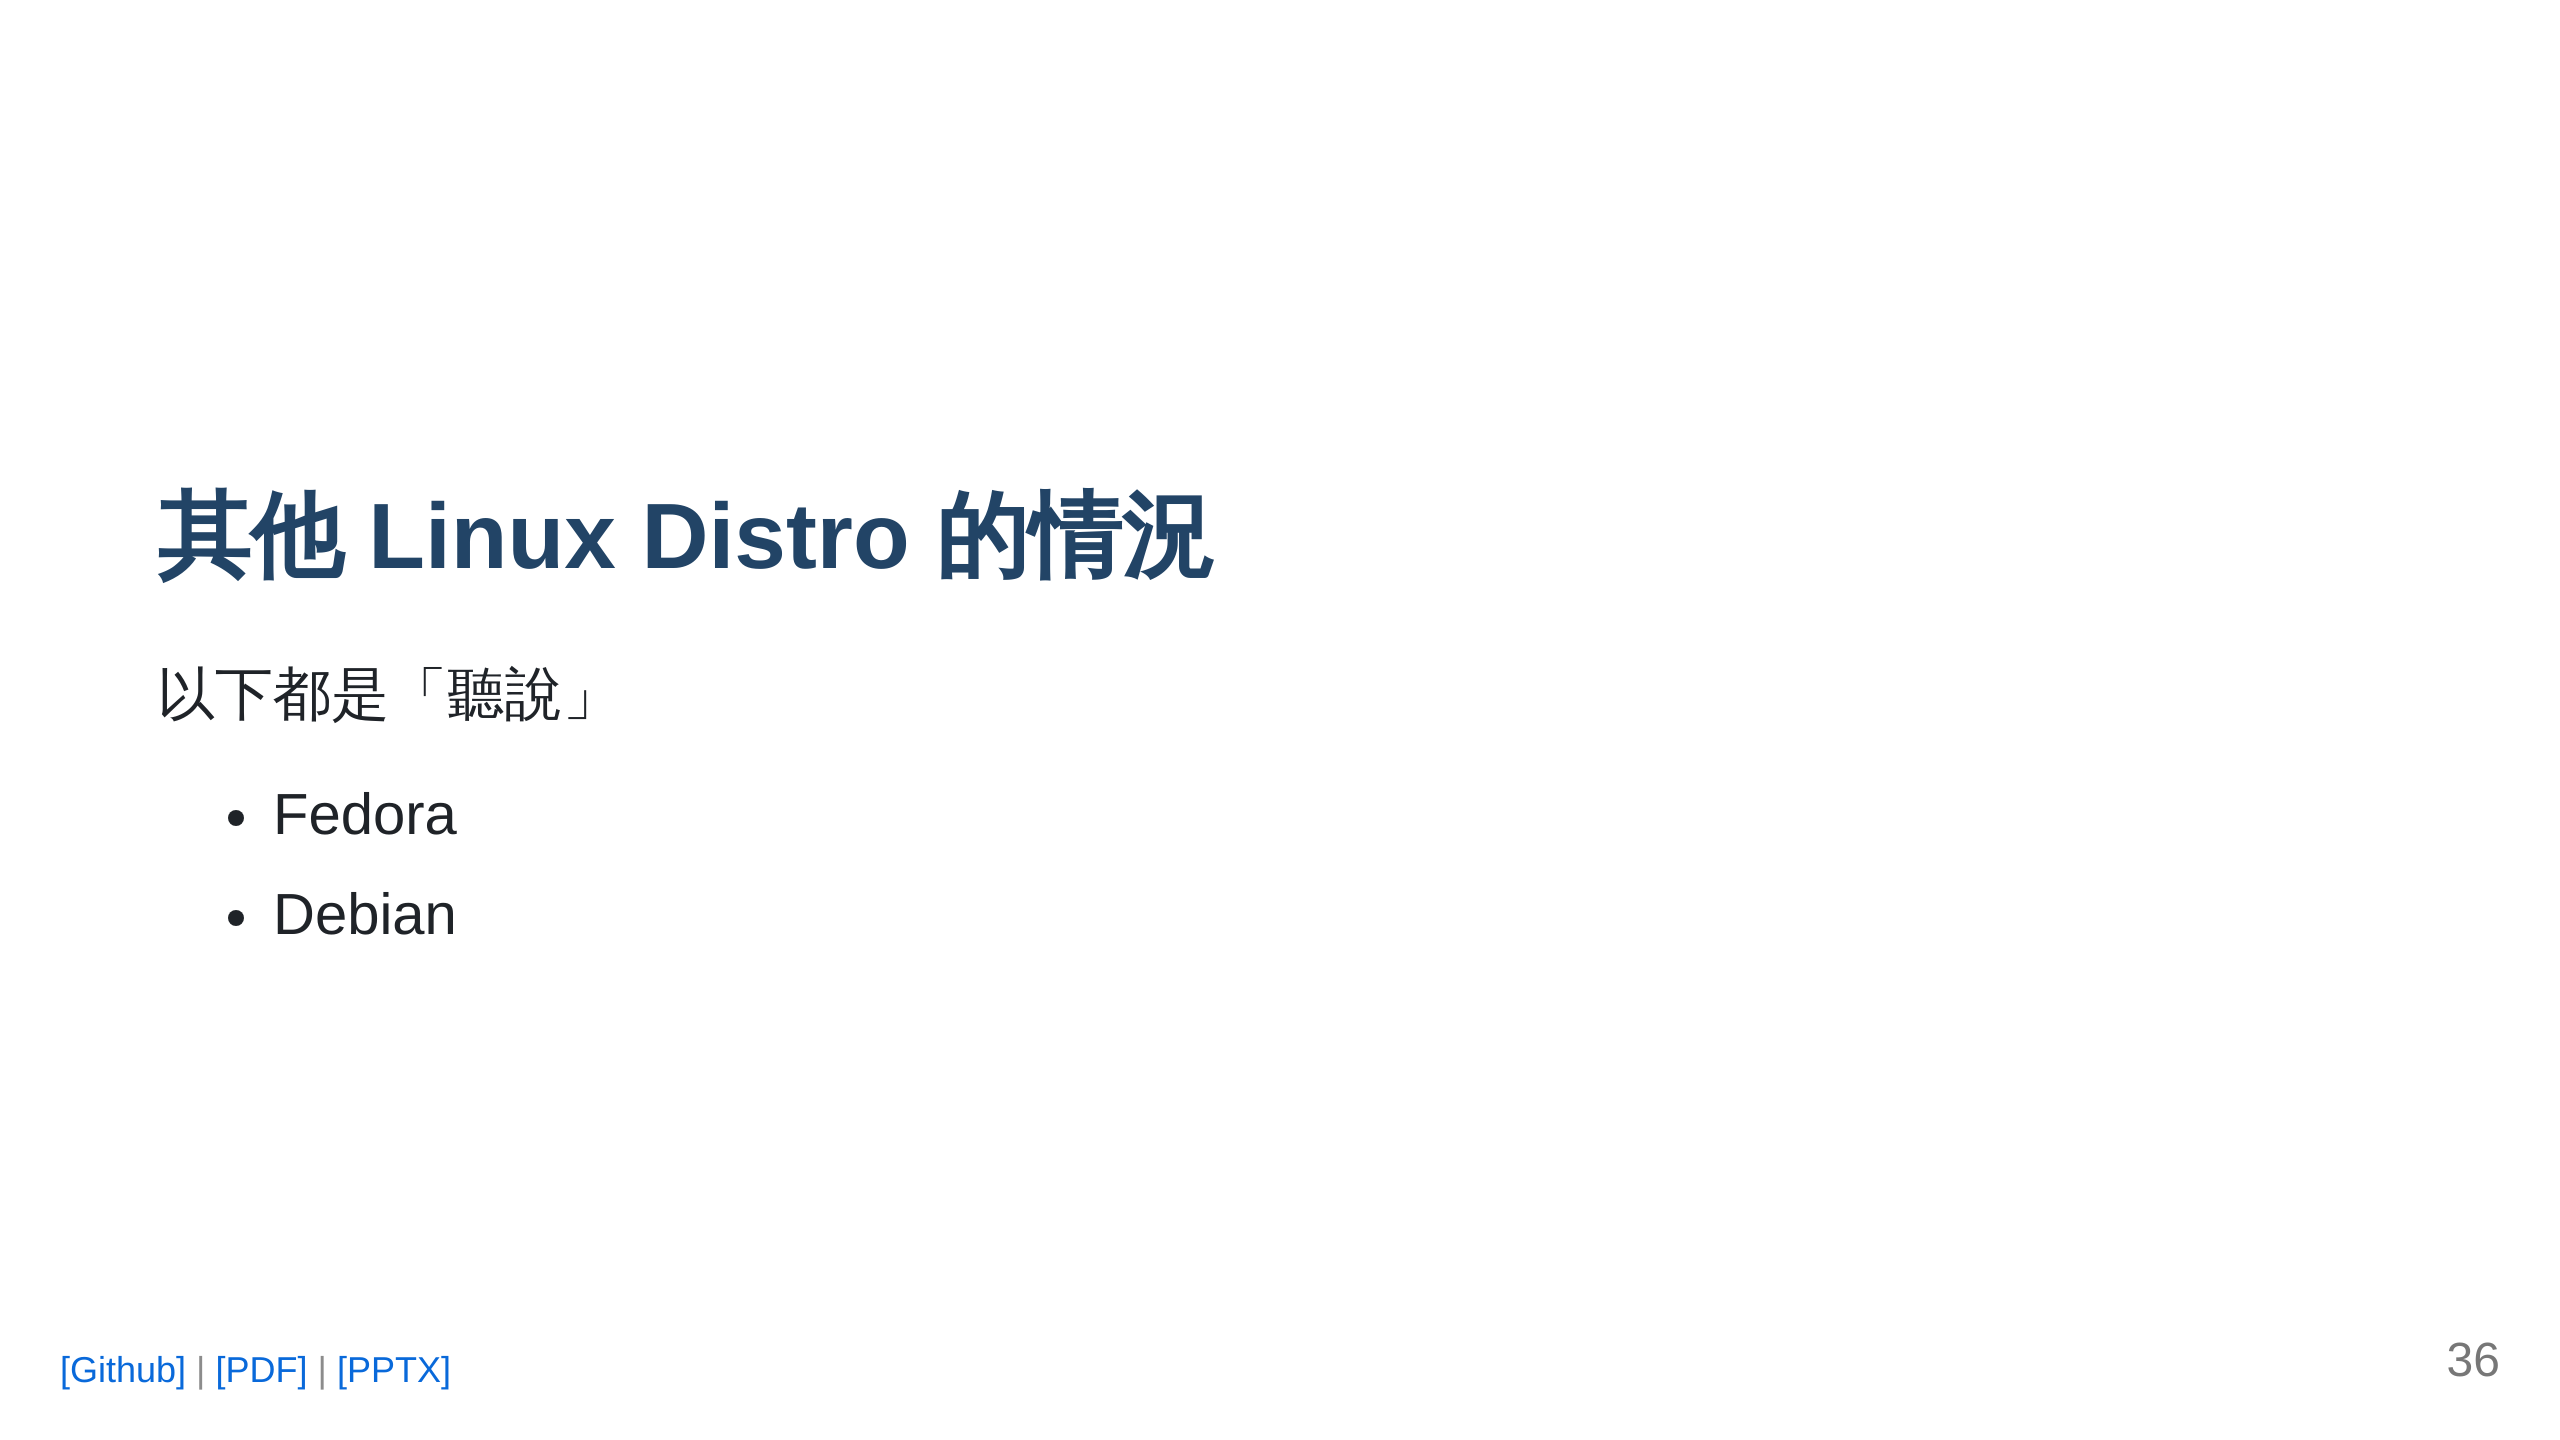 其他 Linux Distro 的情況
以下都是「聽說」
• Fedora
• Debian
[Github] | [PDF] | [PPTX]
36